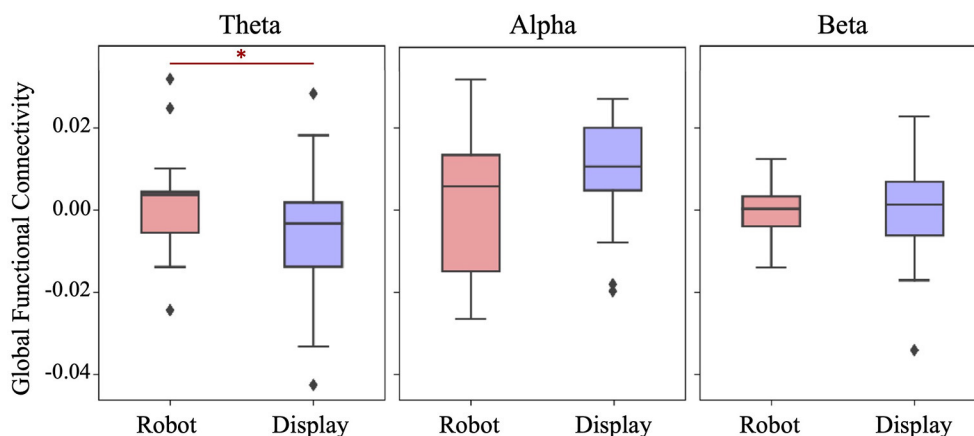 Theta Alpha Beta
*
Global Functional Connectivity
0.02
0.00
-0.02
-0.04
Robot Display Robot Display Robot Display